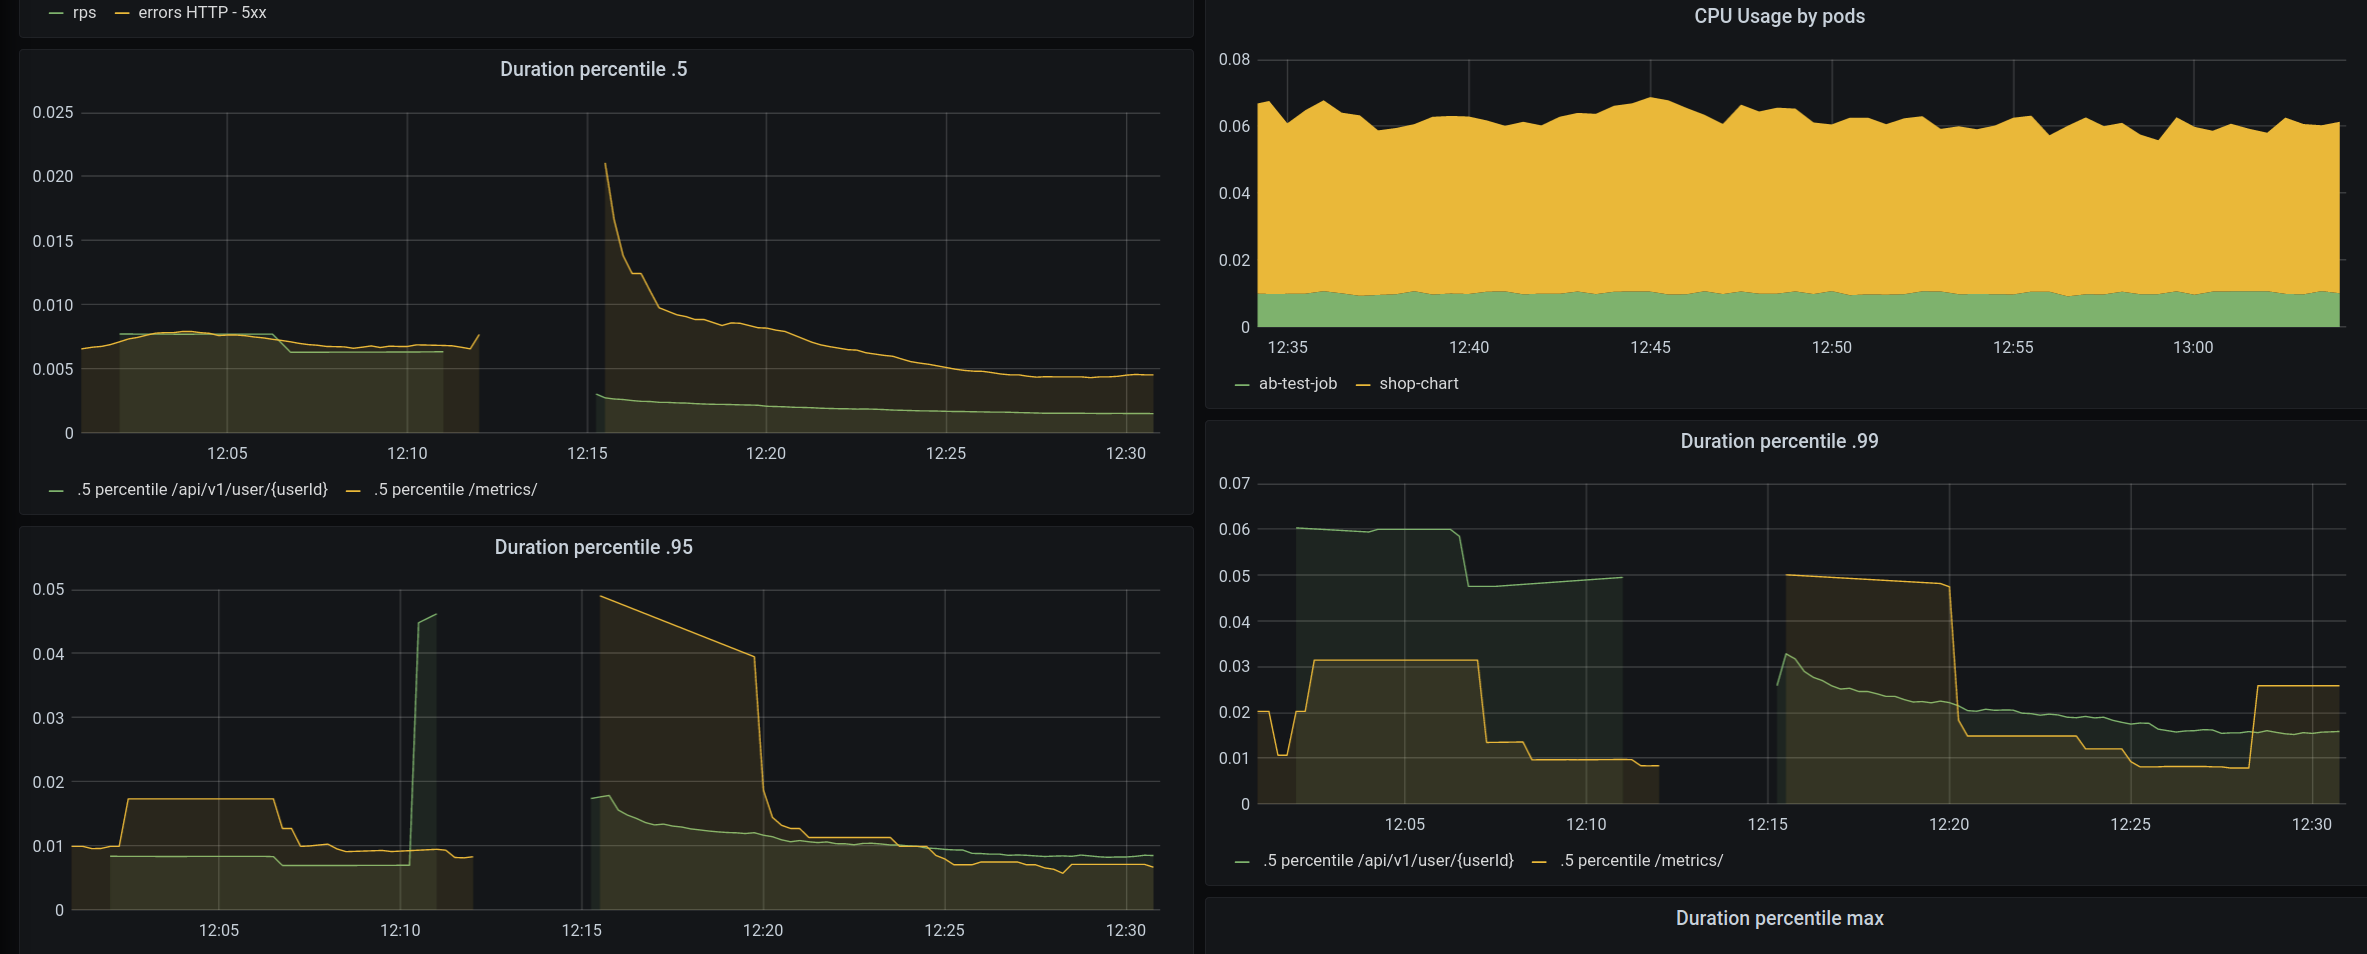 rps errors HTTP - 5xx
Duration percentile .5
0.025
0.020
0.015
0.010
0.005
0
12:05 12:10 12:15 12:20 12:25 12:30
.5 percentile /api/v1/user/{userId} .5 percentile /metrics/
Duration percentile .95
0.05
0.04
0.03
0.02
0.01
0
12:05 12:10 12:15 12:20 12:25 12:30
CPU Usage by pods
0.08
0.06
0.04
0.02
0
12:35 12:40 12:45 12:50 12:55 13:00
ab-test-job shop-chart
Duration percentile .99
0.07
0.06
0.05
0.04
0.03
0.02
0.01
0
12:05 12:10 12:15 12:20 12:25 12:30
.5 percentile /api/v1/user/{userId} .5 percentile /metrics/
Duration percentile max